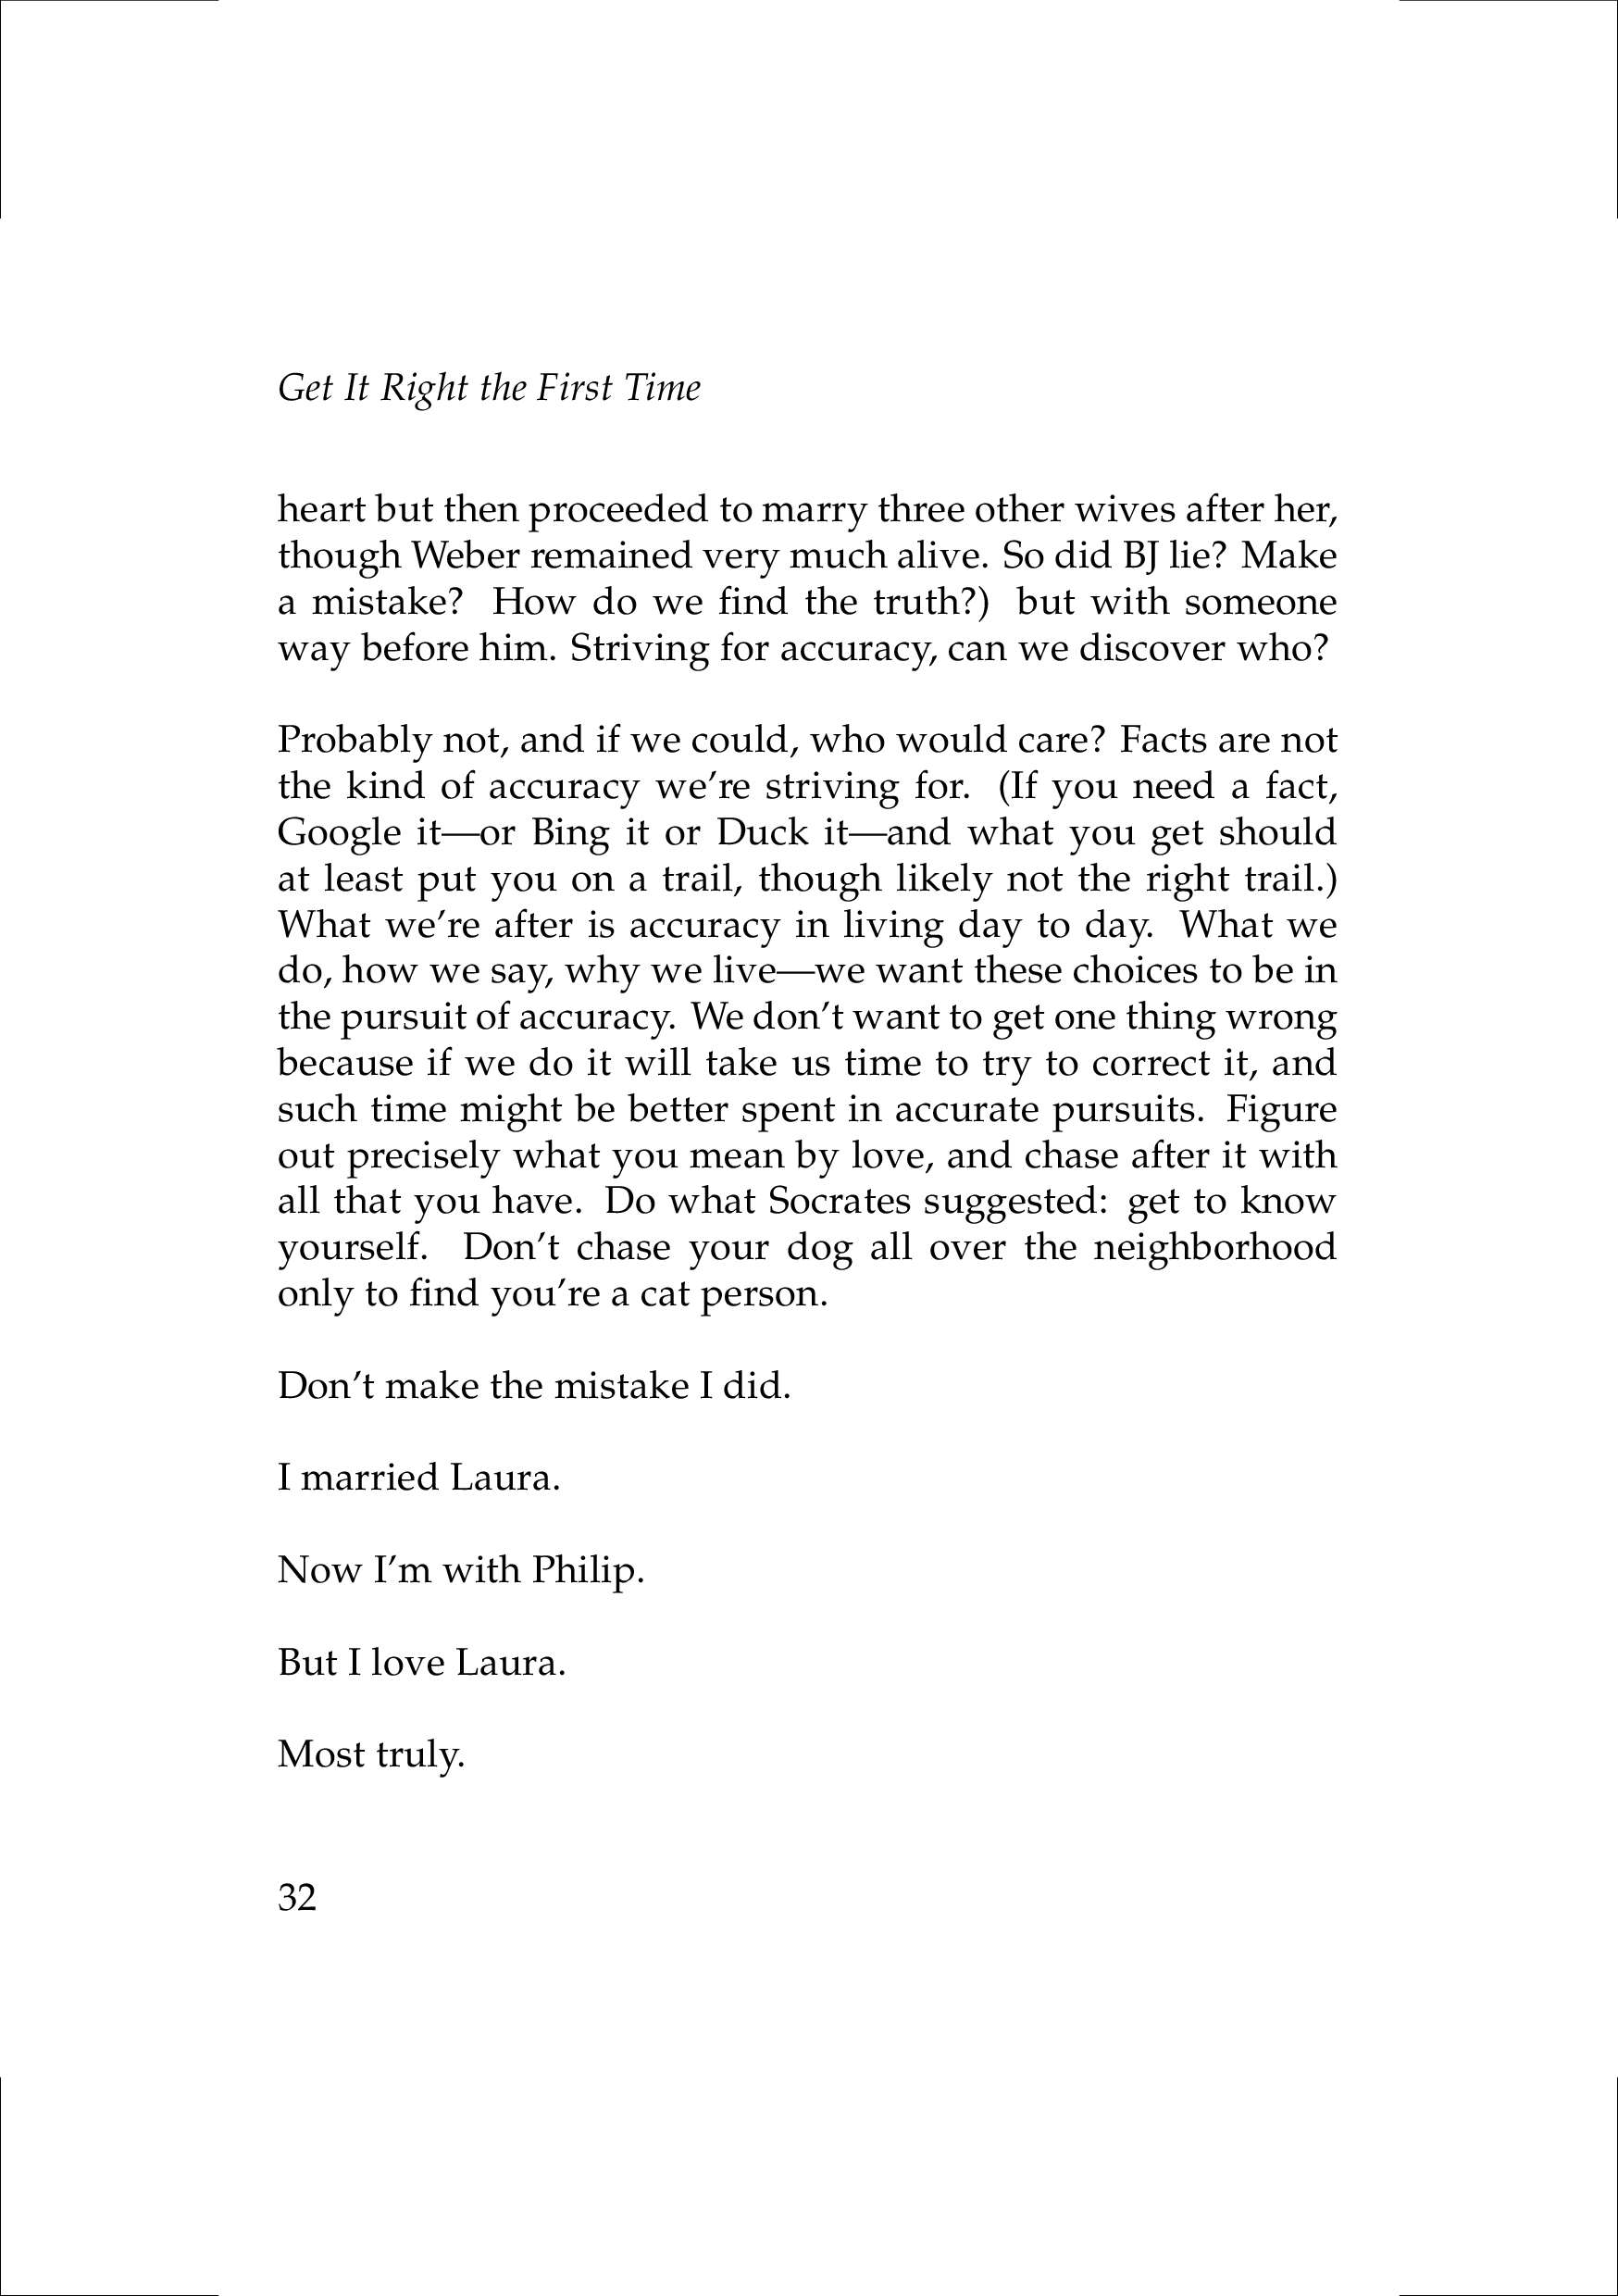 Get It Right the First Time
heart but then proceeded to marry three other wives after her,
though Weber remained very much alive. So did BJ lie? Make
a mistake? How do we find the truth?) but with someone
way before him. Striving for accuracy, can we discover who?
Probably not, and if we could, who would care? Facts are not
the kind of accuracy we're striving for. (If you need a fact,
Google it—or Bing it or Duck it—and what you get should
at least put you on a trail, though likely not the right trail.)
What we're after is accuracy in living day to day. What we
do, how we say, why we live—we want these choices to be in
the pursuit of accuracy. We don't want to get one thing wrong
because if we do it will take us time to try to correct it, and
such time might be better spent in accurate pursuits. Figure
out precisely what you mean by love, and chase after it with
all that you have. Do what Socrates suggested: get to know
yourself. Don't chase your dog all over the neighborhood
only to find you're a cat person.
Don't make the mistake I did.
I married Laura.
Now I'm with Philip.
But I love Laura.
Most truly.
32